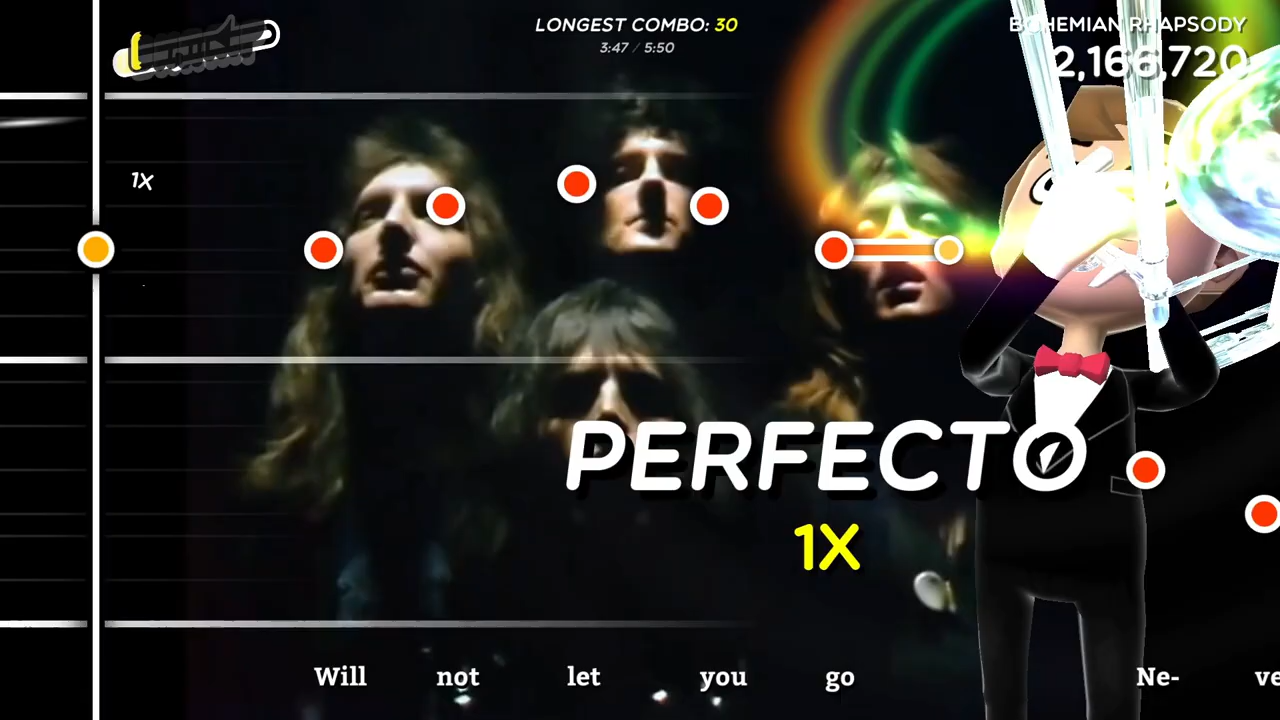 LONGEST COMBO: 30
3:47 / 5:50
BOHEMIAN RHAPSODY
2,166,720
1X
PERFECTO
1X
Will not let you go Ne- ve